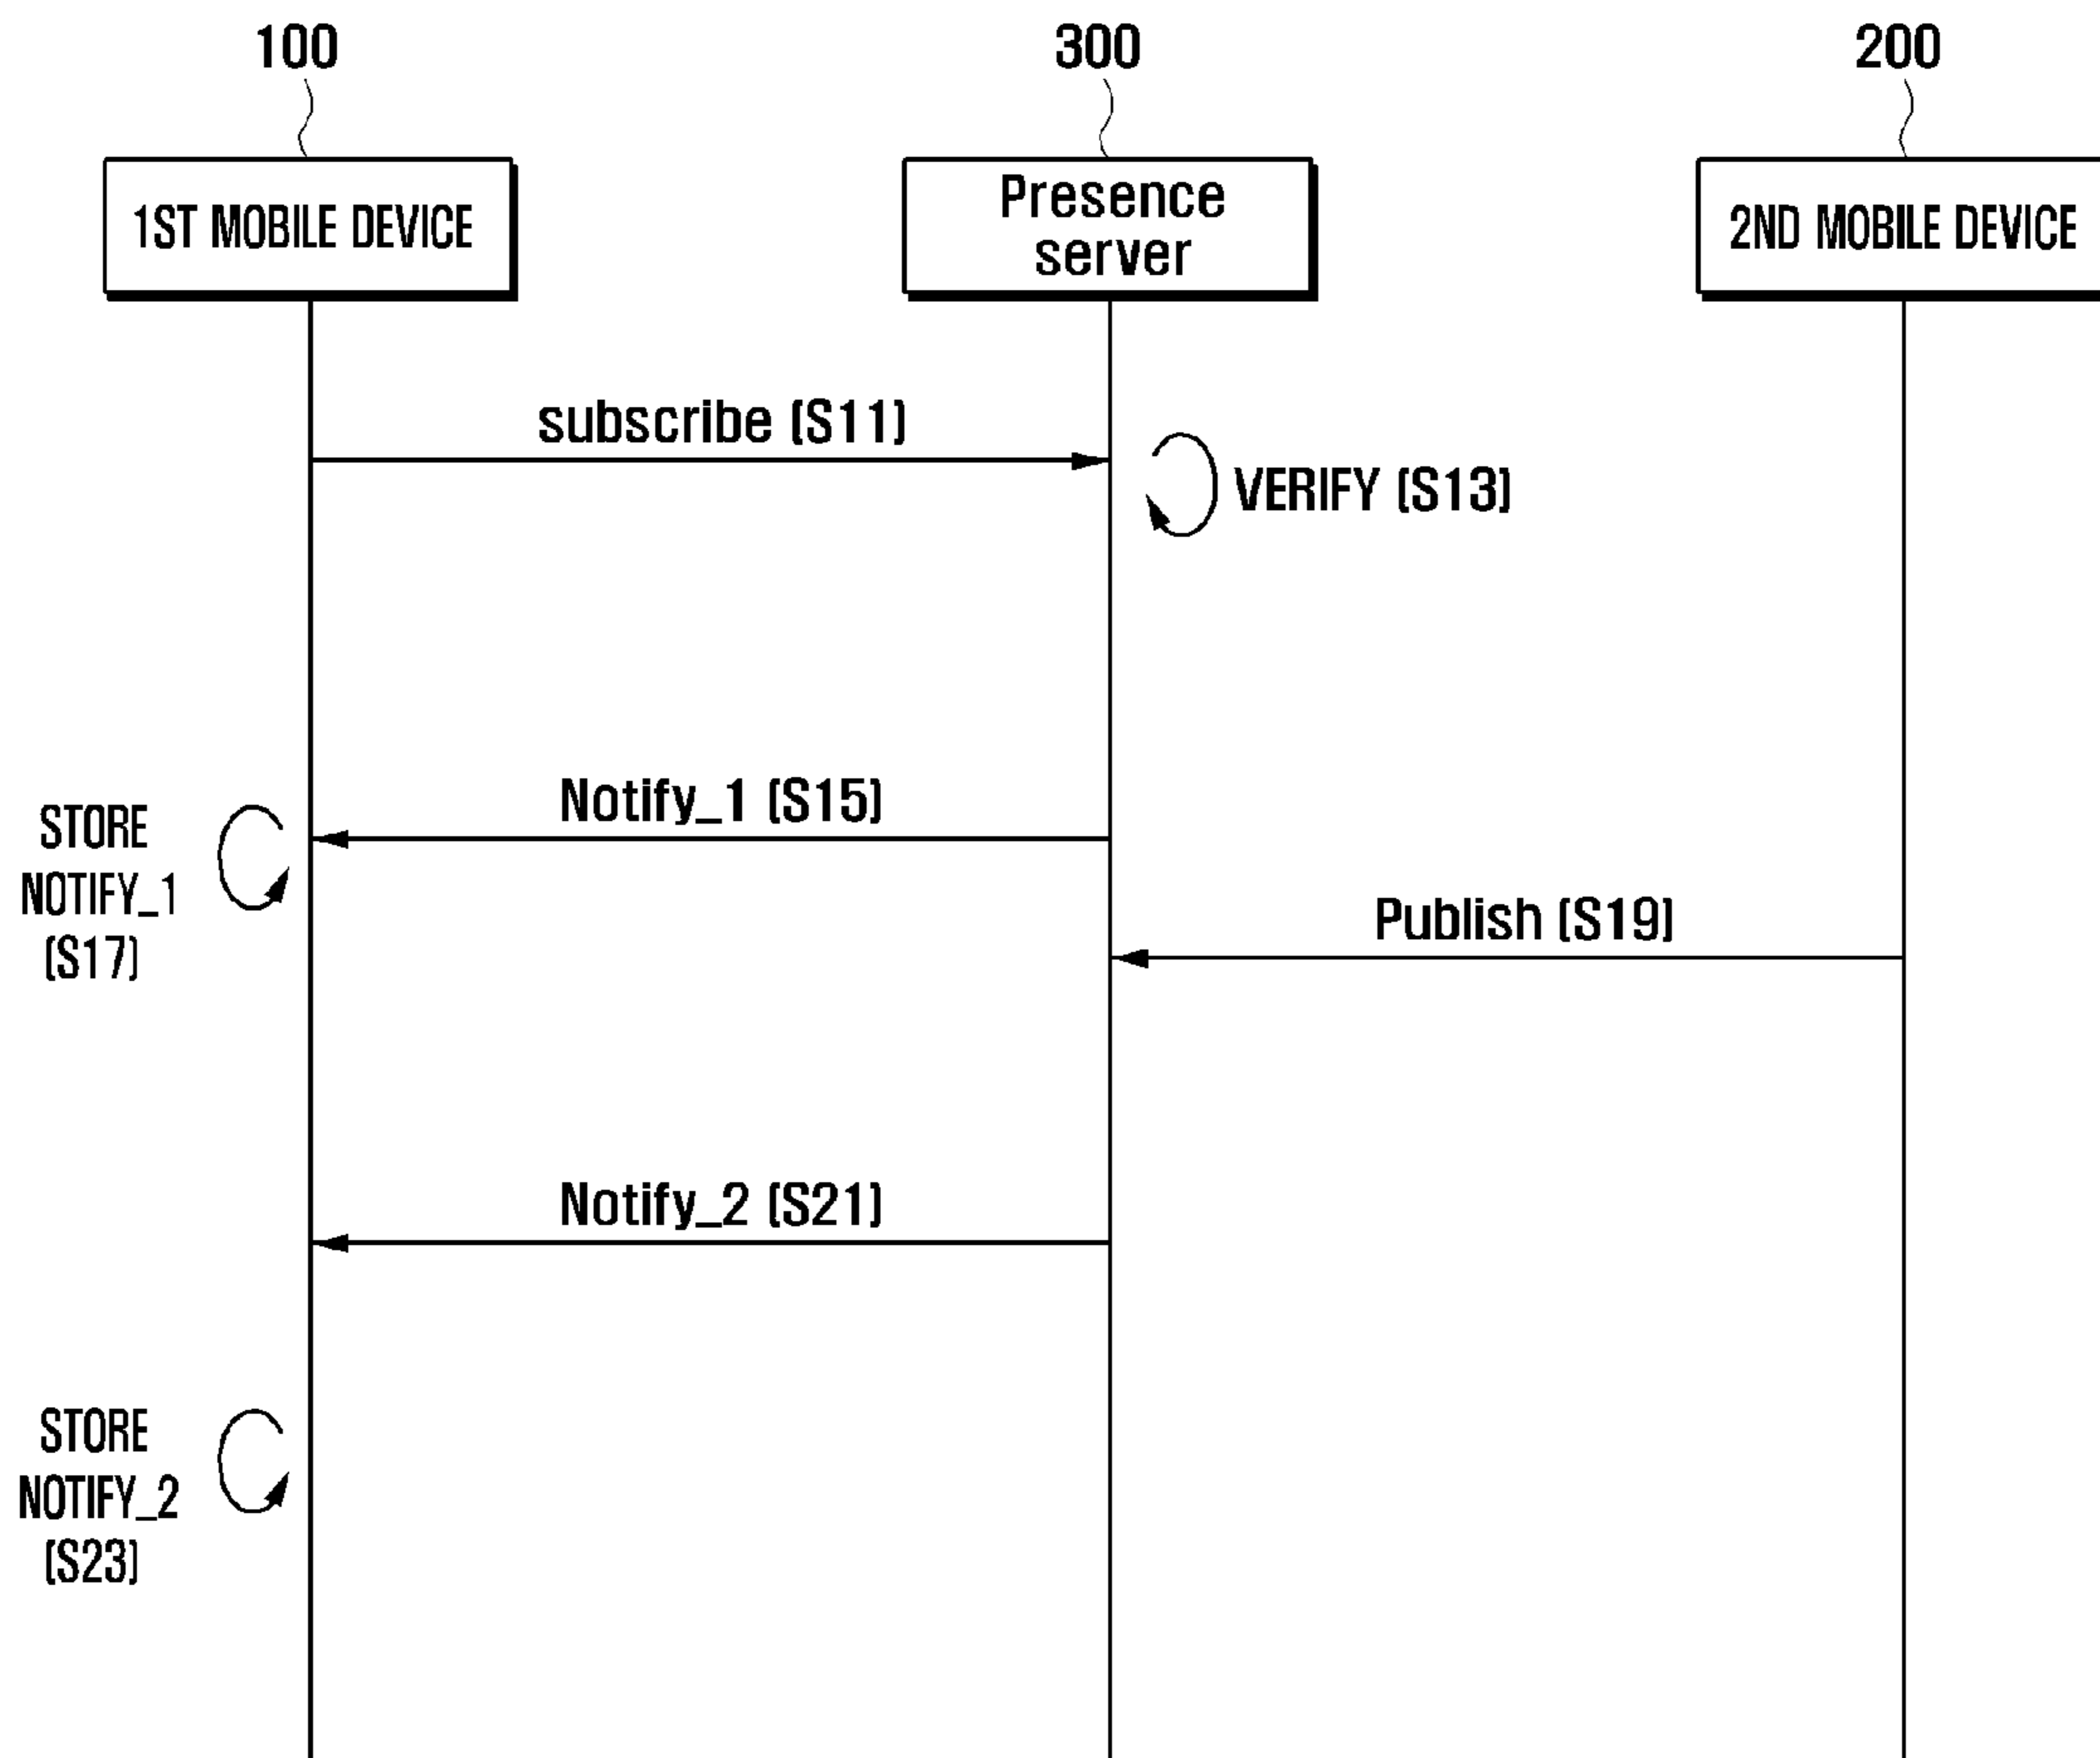 100
300
200
1ST MOBILE DEVICE
Presence
server
2ND MOBILE DEVICE
subscribe (S11)
VERIFY (S13)
Notify_1 (S15)
STORE
NOTIFY_1
(S17)
Publish (S19)
Notify_2 (S21)
STORE
NOTIFY_2
(S23)